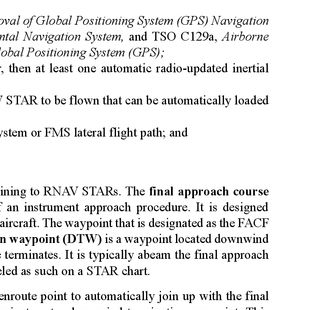 oval of Global Positioning System (GPS) Navigation
ntal Navigation System, and TSO C129a, Airborne
lobal Positioning System (GPS);
, then at least one automatic radio-updated inertial
STAR to be flown that can be automatically loaded
ystem or FMS lateral flight path; and
ining to RNAV STARs. The final approach course
f an instrument approach procedure. It is designed
aircraft. The waypoint that is designated as the FACF
n waypoint (DTW) is a waypoint located downwind
terminates. It is typically abeam the final approach
eled as such on a STAR chart.
enroute point to automatically join up with the final